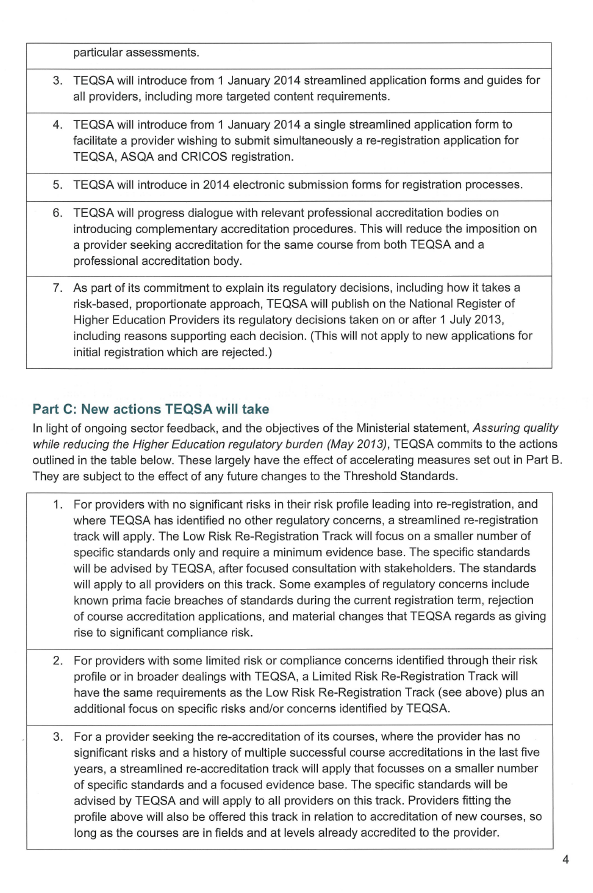 particular assessments.
3. TEQSA will introduce from 1 January 2014 streamlined application forms and guides for
all providers, including more targeted content requirements.
4. TEQSA will introduce from 1 January 2014 a single streamlined application form to
facilitate a provider wishing to submit simultaneously a re-registration application for
TEQSA, ASQA and CRICOS registration.
5. TEQSA will introduce in 2014 electronic submission forms for registration processes.
6. TEQSA will progress dialogue with relevant professional accreditation bodies on
introducing complementary accreditation procedures. This will reduce the imposition on
a provider seeking accreditation for the same course from both TEQSA and a
professional accreditation body.
7. As part of its commitment to explain its regulatory decisions, including how it takes a
risk-based, proportionate approach, TEQSA will publish on the National Register of
Higher Education Providers its regulatory decisions taken on or after 1 July 2013,
including reasons supporting each decision. (This will not apply to new applications for
initial registration which are rejected.)
Part C: New actions TEQSA will take
In light of ongoing sector feedback, and the objectives of the Ministerial statement, Assuring quality
while reducing the Higher Education regulatory burden (May 2013), TEQSA commits to the actions
outlined in the table below. These largely have the effect of accelerating measures set out in Part B.
They are subject to the effect of any future changes to the Threshold Standards.
1. For providers with no significant risks in their risk profile leading into re-registration, and
where TEQSA has identified no other regulatory concerns, a streamlined re-registration
track will apply. The Low Risk Re-Registration Track will focus on a smaller number of
specific standards only and require a minimum evidence base. The specific standards
will be advised by TEQSA, after focused consultation with stakeholders. The standards
will apply to all providers on this track. Some examples of regulatory concerns include
known prima facie breaches of standards during the current registration term, rejection
of course accreditation applications, and material changes that TEQSA regards as giving
rise to significant compliance risk.
2. For providers with some limited risk or compliance concerns identified through their risk
profile or in broader dealings with TEQSA, a Limited Risk Re-Registration Track will
have the same requirements as the Low Risk Re-Registration Track (see above) plus an
additional focus on specific risks and/or concerns identified by TEQSA.
3. For a provider seeking the re-accreditation of its courses, where the provider has no
significant risks and a history of multiple successful course accreditations in the last five
years, a streamlined re-accreditation track will apply that focusses on a smaller number
of specific standards and a focused evidence base. The specific standards will be
advised by TEQSA and will apply to all providers on this track. Providers fitting the
profile above will also be offered this track in relation to accreditation of new courses, so
long as the courses are in fields and at levels already accredited to the provider.
4